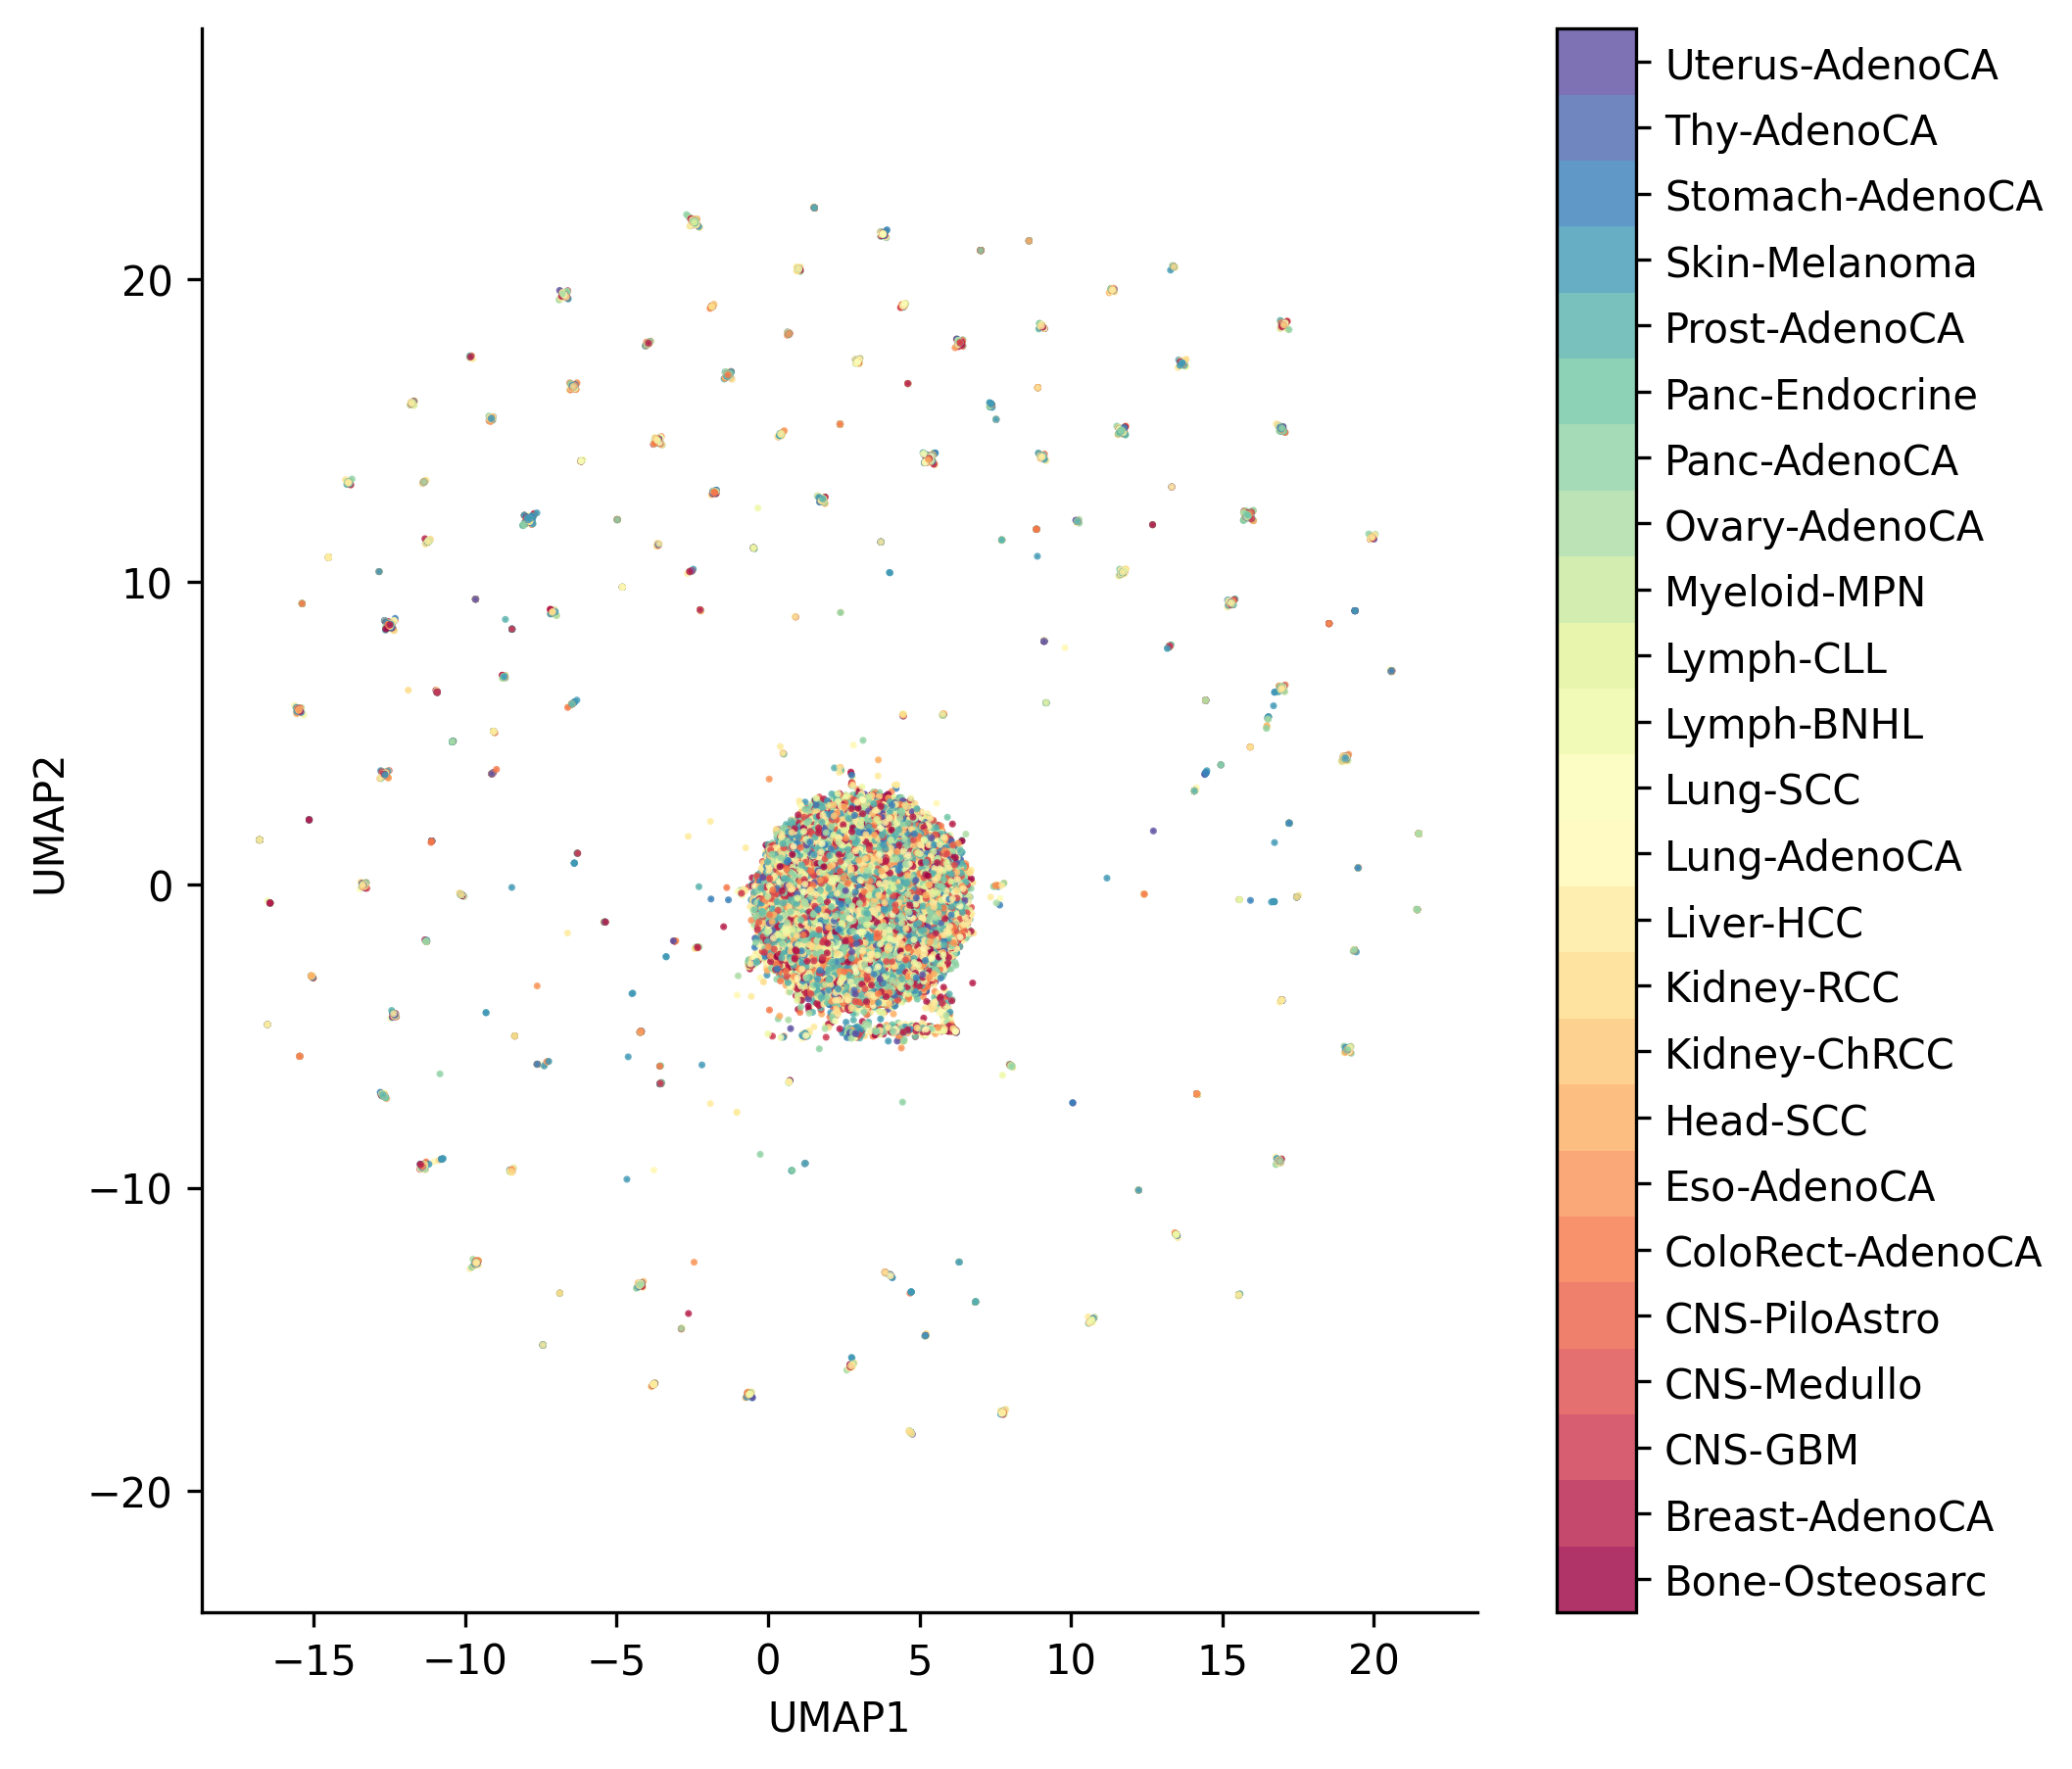 UMAP2
20
10
0
−10
−20
−15
−10
−5
0
5
10
15
20
UMAP1
Uterus-AdenoCA
Thy-AdenoCA
Stomach-AdenoCA
Skin-Melanoma
Prost-AdenoCA
Panc-Endocrine
Panc-AdenoCA
Ovary-AdenoCA
Myeloid-MPN
Lymph-CLL
Lymph-BNHL
Lung-SCC
Lung-AdenoCA
Liver-HCC
Kidney-RCC
Kidney-ChRCC
Head-SCC
Eso-AdenoCA
ColoRect-AdenoCA
CNS-PiloAstro
CNS-Medullo
CNS-GBM
Breast-AdenoCA
Bone-Osteosarc